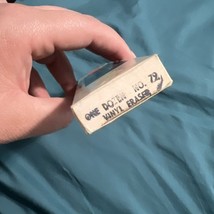 ONE DOZEN NO. 72
VINYL ERASER